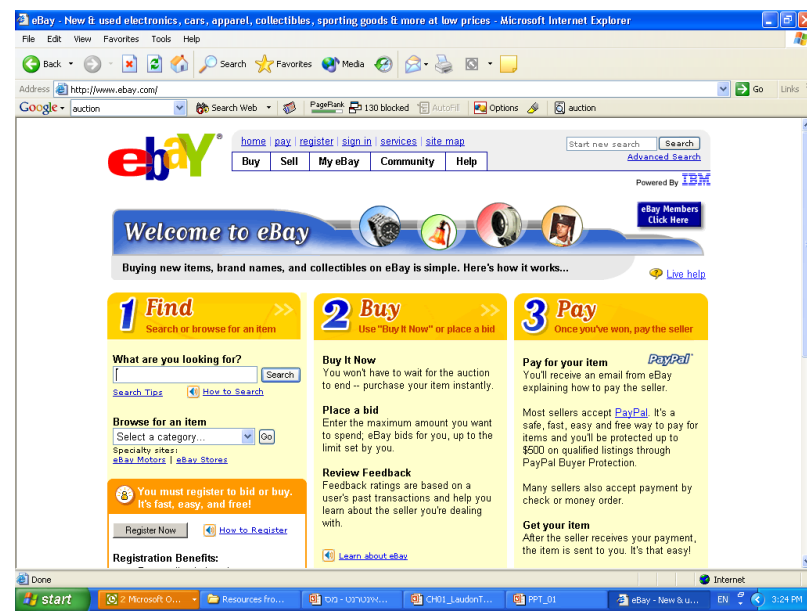 eBay - New & used electronics, cars, apparel, collectibles, sporting goods & more at low prices - Microsoft Internet Explorer
File Edit View Favorites Tools Help
Back Search Favorites Media
Address http://www.ebay.com/ Go Links
Google auction Search Web PageRank 130 blocked AutoFill Options auction
ebaY®
home | pay | register | sign in | services | site map
Start new search Search
Buy Sell My eBay Community Help
Advanced Search
Powered By IBM
eBay Members
Click Here
Welcome to eBay
Buying new items, brand names, and collectibles on eBay is simple. Here's how it works...
Live help
1 Find
Search or browse for an item
What are you looking for?
Search
Search Tips How to Search
Browse for an item
Select a category... Go
Specialty sites:
eBay Motors | eBay Stores
You must register to bid or buy.
It's fast, easy, and free!
Register Now How to Register
Registration Benefits:
2 Buy
Use "Buy It Now" or place a bid
Buy It Now
You won't have to wait for the auction
to end -- purchase your item instantly.
Place a bid
Enter the maximum amount you want
to spend; eBay bids for you, up to the
limit set by you.
Review Feedback
Feedback ratings are based on a
user's past transactions and help you
learn about the seller you're dealing
with.
Learn about eBay
3 Pay
Once you've won, pay the seller
Pay for your item PayPal
You'll receive an email from eBay
explaining how to pay the seller.
Most sellers accept PayPal. It's a
safe, fast, easy and free way to pay for
items and you'll be protected up to
$500 on qualified listings through
PayPal Buyer Protection.
Many sellers also accept payment by
check or money order.
Get your item
After the seller receives your payment,
the item is sent to you. It's that easy!
Done Internet
start 2 Microsoft O... Resources fro... אינטרנט - מס... CH01_LaudonT... PPT_01 eBay - New & u... EN 3:24 PM